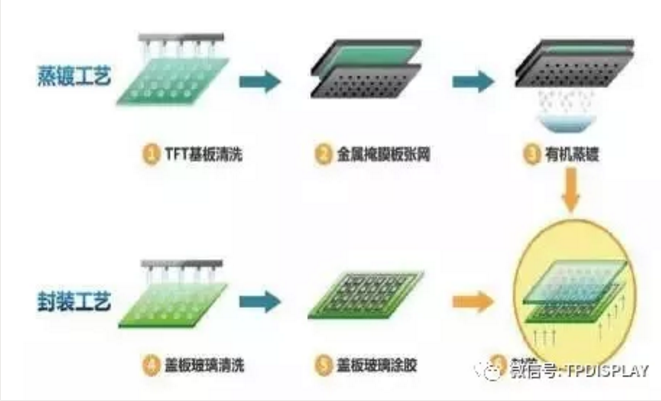 蒸镀工艺
1 TFT基板清洗
2 金属掩膜板张网
3 有机蒸镀
封装工艺
4 盖板玻璃清洗
5 盖板玻璃涂胶
6
微信号: TPDISPLAY